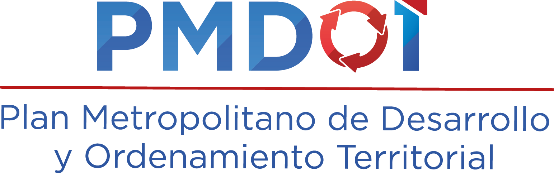 PMDOT
Plan Metropolitano de Desarrollo
y Ordenamiento Territorial